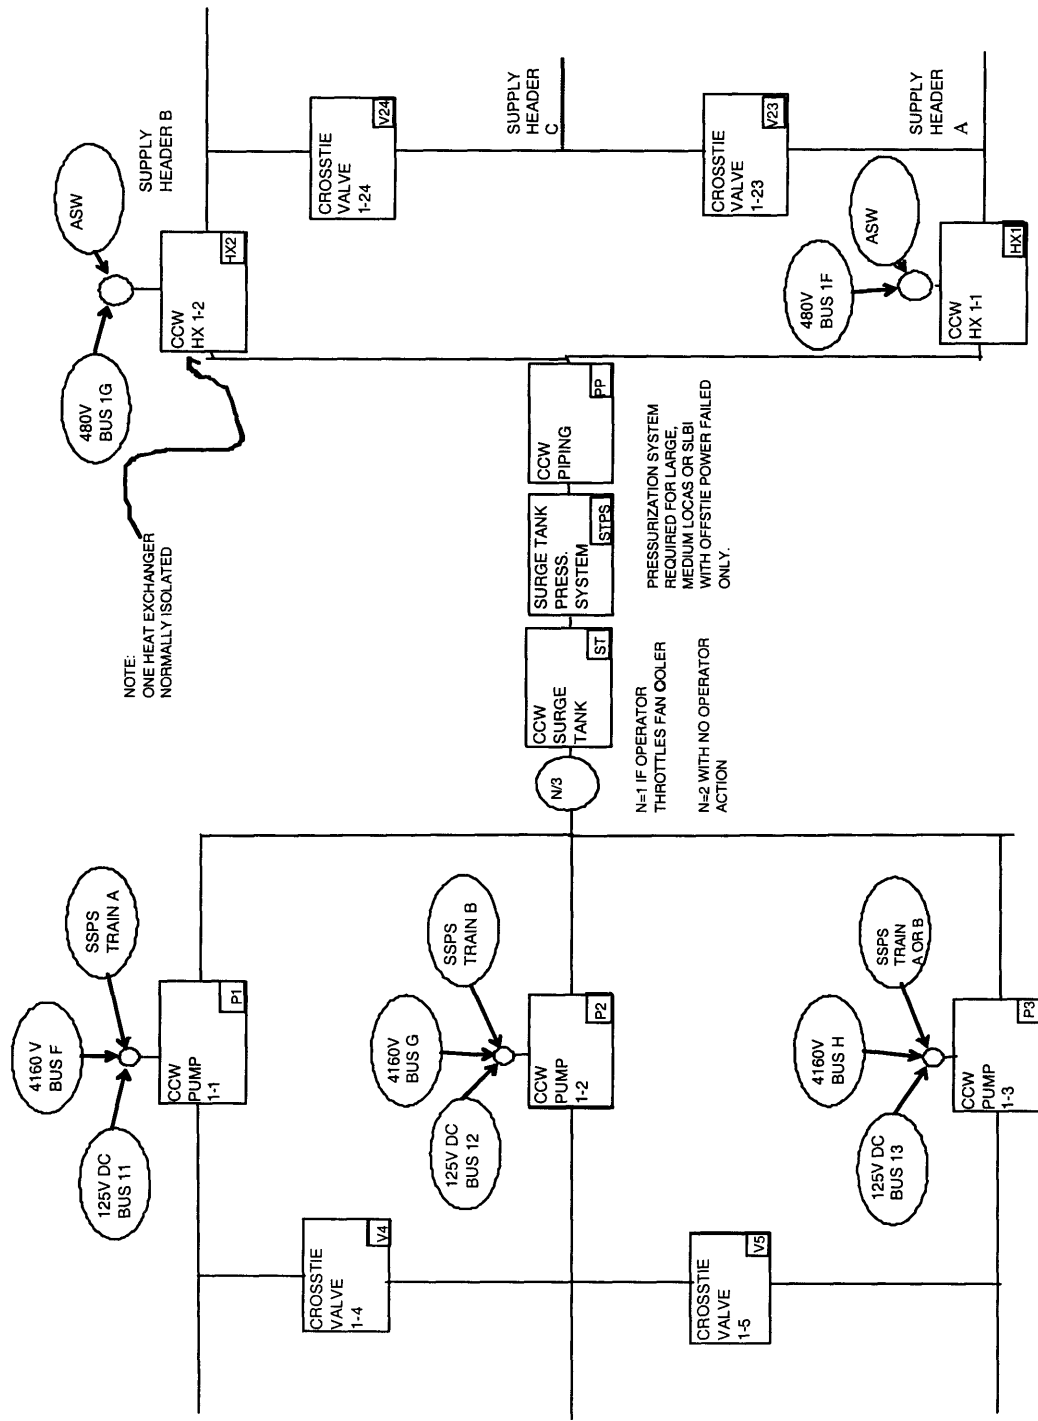 125V DC
BUS 11
4160 V
BUS F
SSPS
TRAIN A
CCW
PUMP
1-1
P1
CROSSTIE
VALVE
1-4
V4
125V DC
BUS 12
4160V
BUS G
SSPS
TRAIN B
CCW
PUMP
1-2
P2
CROSSTIE
VALVE
1-5
V5
125V DC
BUS 13
4160V
BUS H
SSPS
TRAIN
A OR B
CCW
PUMP
1-3
P3
N/3
CCW
SURGE
TANK
ST
SURGE TANK
PRESS.
SYSTEM
STPS
CCW
PIPING
PP
N=1 IF OPERATOR
THROTTLES FAN OOLER
N=2 WITH NO OPERATOR
ACTION
PRESSURIZATION SYSTEM
REQUIRED FOR LARGE,
MEDIUM LOCAS OR SLBI
WITH OFFSTIE POWER FAILED
ONLY.
NOTE:
ONE HEAT EXCHANGER
NORMALLY ISOLATED
480V
BUS 1G
ASW
CCW
HX 1-2
HX2
SUPPLY
HEADER B
CROSSTIE
VALVE
1-24
V24
SUPPLY
HEADER
C
CROSSTIE
VALVE
1-23
V23
480V
BUS 1F
ASW
CCW
HX 1-1
HX1
SUPPLY
HEADER
A